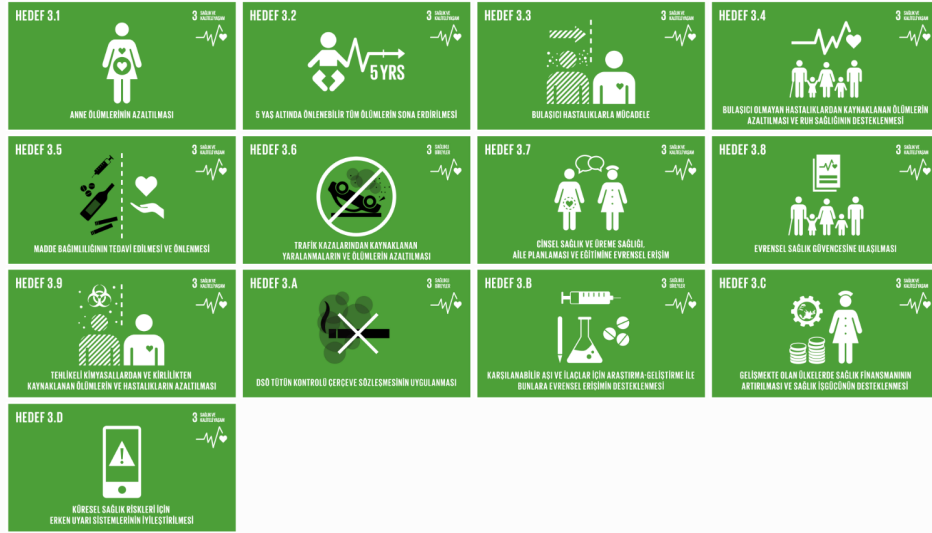 HEDEF 3.1
3 SAĞLIK VE
KALİTELİ YAŞAM
ANNE ÖLÜMLERİNİN AZALTILMASI
HEDEF 3.2
3 SAĞLIK VE
KALİTELİ YAŞAM
5 YRS
5 YAŞ ALTINDA ÖNLENEBİLİR TÜM ÖLÜMLERİN SONA ERDİRİLMESİ
HEDEF 3.3
3 SAĞLIK VE
KALİTELİ YAŞAM
BULAŞICI HASTALIKLARLA MÜCADELE
HEDEF 3.4
3 SAĞLIK VE
KALİTELİ YAŞAM
BULAŞICI OLMAYAN HASTALIKLARDAN KAYNAKLANAN ÖLÜMLERİN
AZALTILMASI VE RUH SAĞLIĞININ DESTEKLENMESİ
HEDEF 3.5
3 SAĞLIK VE
KALİTELİ YAŞAM
MADDE BAĞIMLILIĞININ TEDAVİ EDİLMESİ VE ÖNLENMESİ
HEDEF 3.6
3 SAĞLIKLI
BİREYLER
TRAFİK KAZALARINDAN KAYNAKLANAN
YARALANMALARIN VE ÖLÜMLERİN AZALTILMASI
HEDEF 3.7
3 SAĞLIK VE
KALİTELİ YAŞAM
CİNSEL SAĞLIK VE ÜREME SAĞLIĞI,
AİLE PLANLAMASI VE EĞİTİMİNE EVRENSEL ERİŞİM
HEDEF 3.8
3 SAĞLIK VE
KALİTELİ YAŞAM
EVRENSEL SAĞLIK GÜVENCESİNE ULAŞILMASI
HEDEF 3.9
3 SAĞLIK VE
KALİTELİ YAŞAM
TEHLİKELİ KİMYASALLARDAN VE KİRLİLİKTEN
KAYNAKLANAN ÖLÜMLERİN VE HASTALIKLARIN AZALTILMASI
HEDEF 3.A
3 SAĞLIKLI
BİREYLER
DSÖ TÜTÜN KONTROLÜ ÇERÇEVE SÖZLEŞMESİNİN UYGULANMASI
HEDEF 3.B
3 SAĞLIKLI
BİREYLER
KARŞILANABİLİR AŞI VE İLAÇLAR İÇİN ARAŞTIRMA-GELİŞTİRME İLE
BUNLARA EVRENSEL ERİŞİMİN DESTEKLENMESİ
HEDEF 3.C
3 SAĞLIK VE
KALİTELİ YAŞAM
GELİŞMEKTE OLAN ÜLKELERDE SAĞLIK FİNANSMANININ
ARTIRILMASI VE SAĞLIK İŞGÜCÜNÜN DESTEKLENMESİ
HEDEF 3.D
3 SAĞLIK VE
KALİTELİ YAŞAM
KÜRESEL SAĞLIK RİSKLERİ İÇİN
ERKEN UYARI SİSTEMLERİNİN İYİLEŞTİRİLMESİ